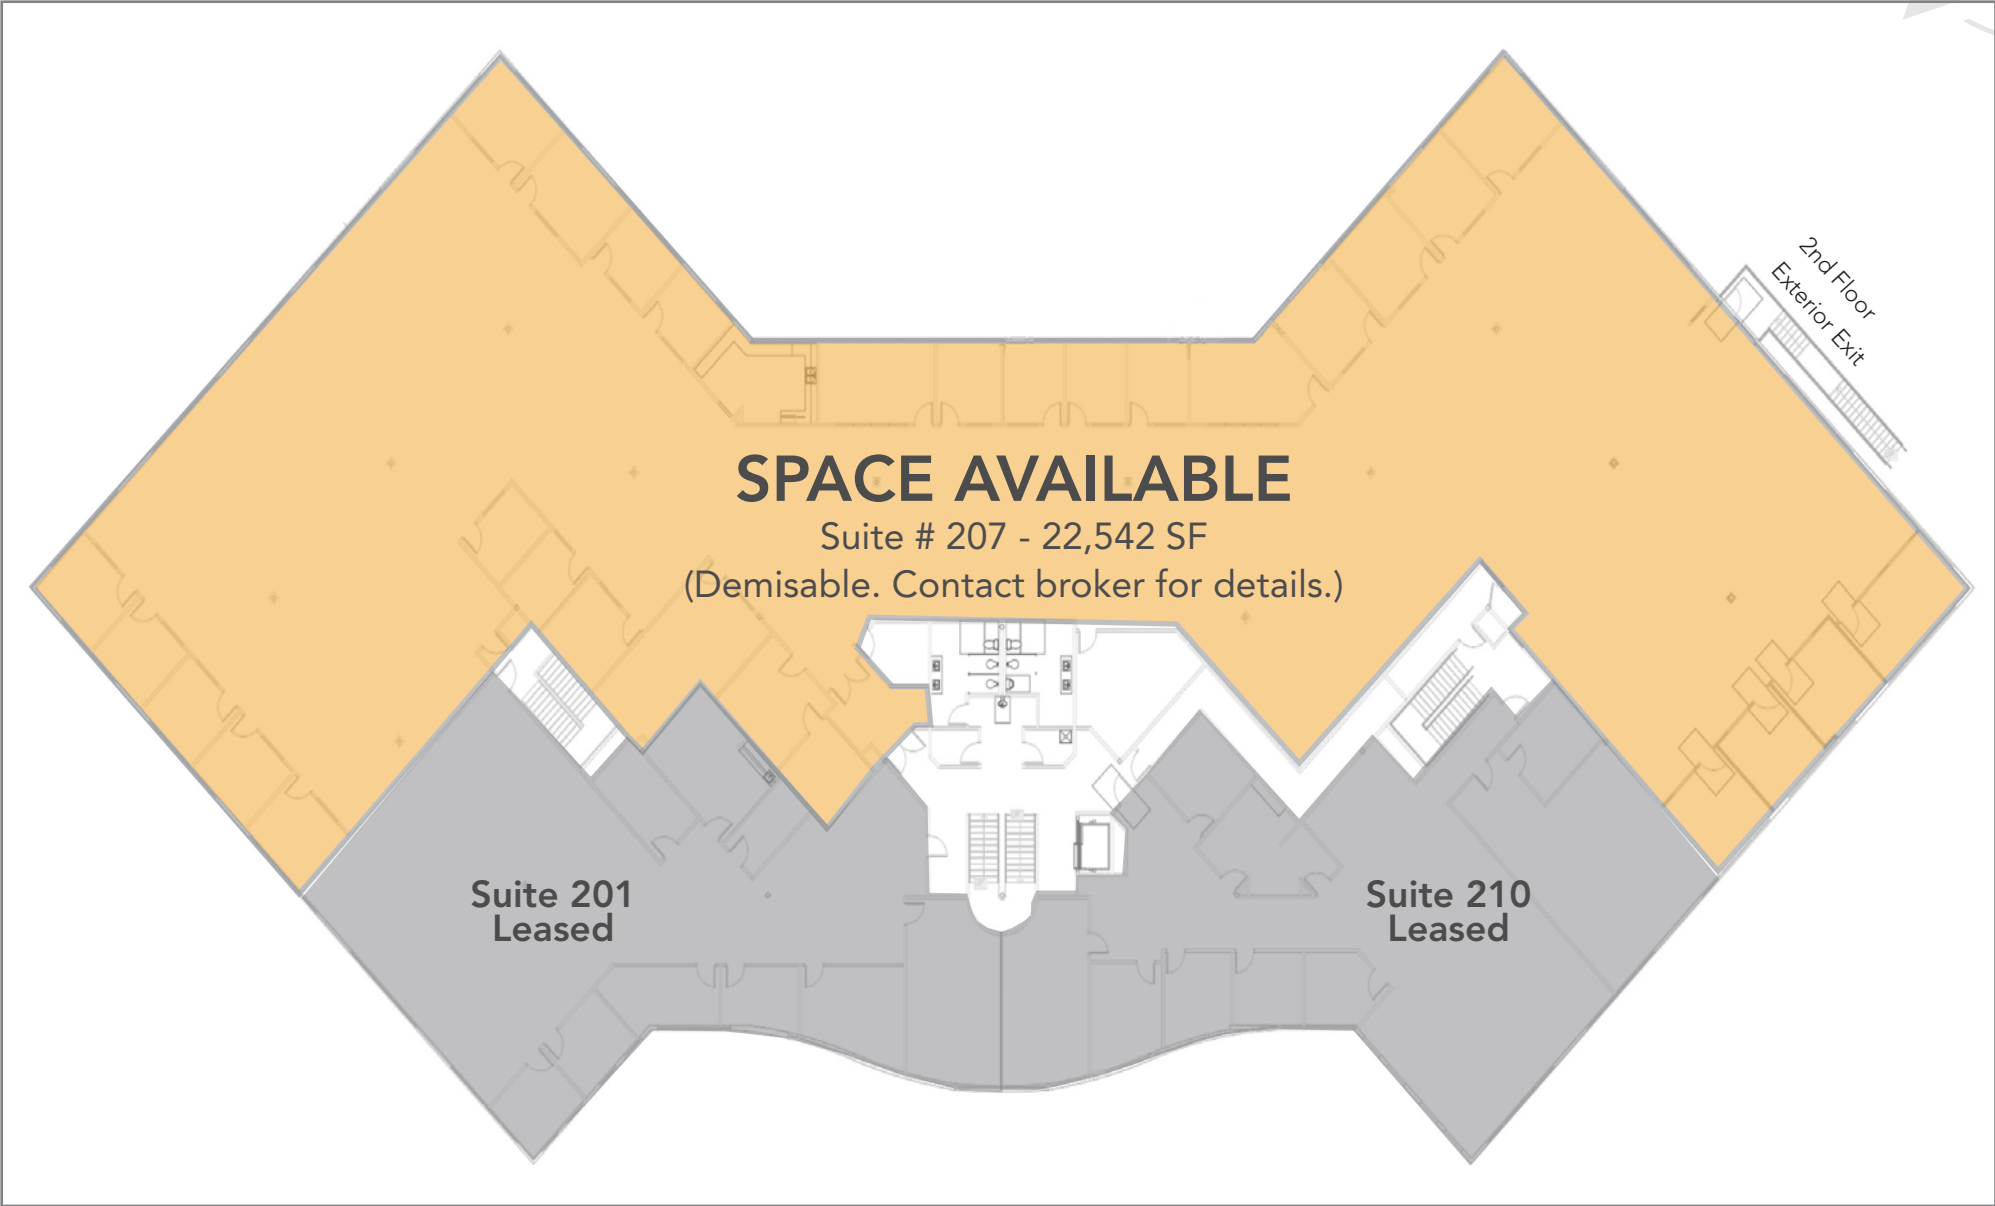 2nd Floor
Exterior Exit
SPACE AVAILABLE
Suite # 207 - 22,542 SF
(Demisable. Contact broker for details.)
Suite 201
Leased
Suite 210
Leased